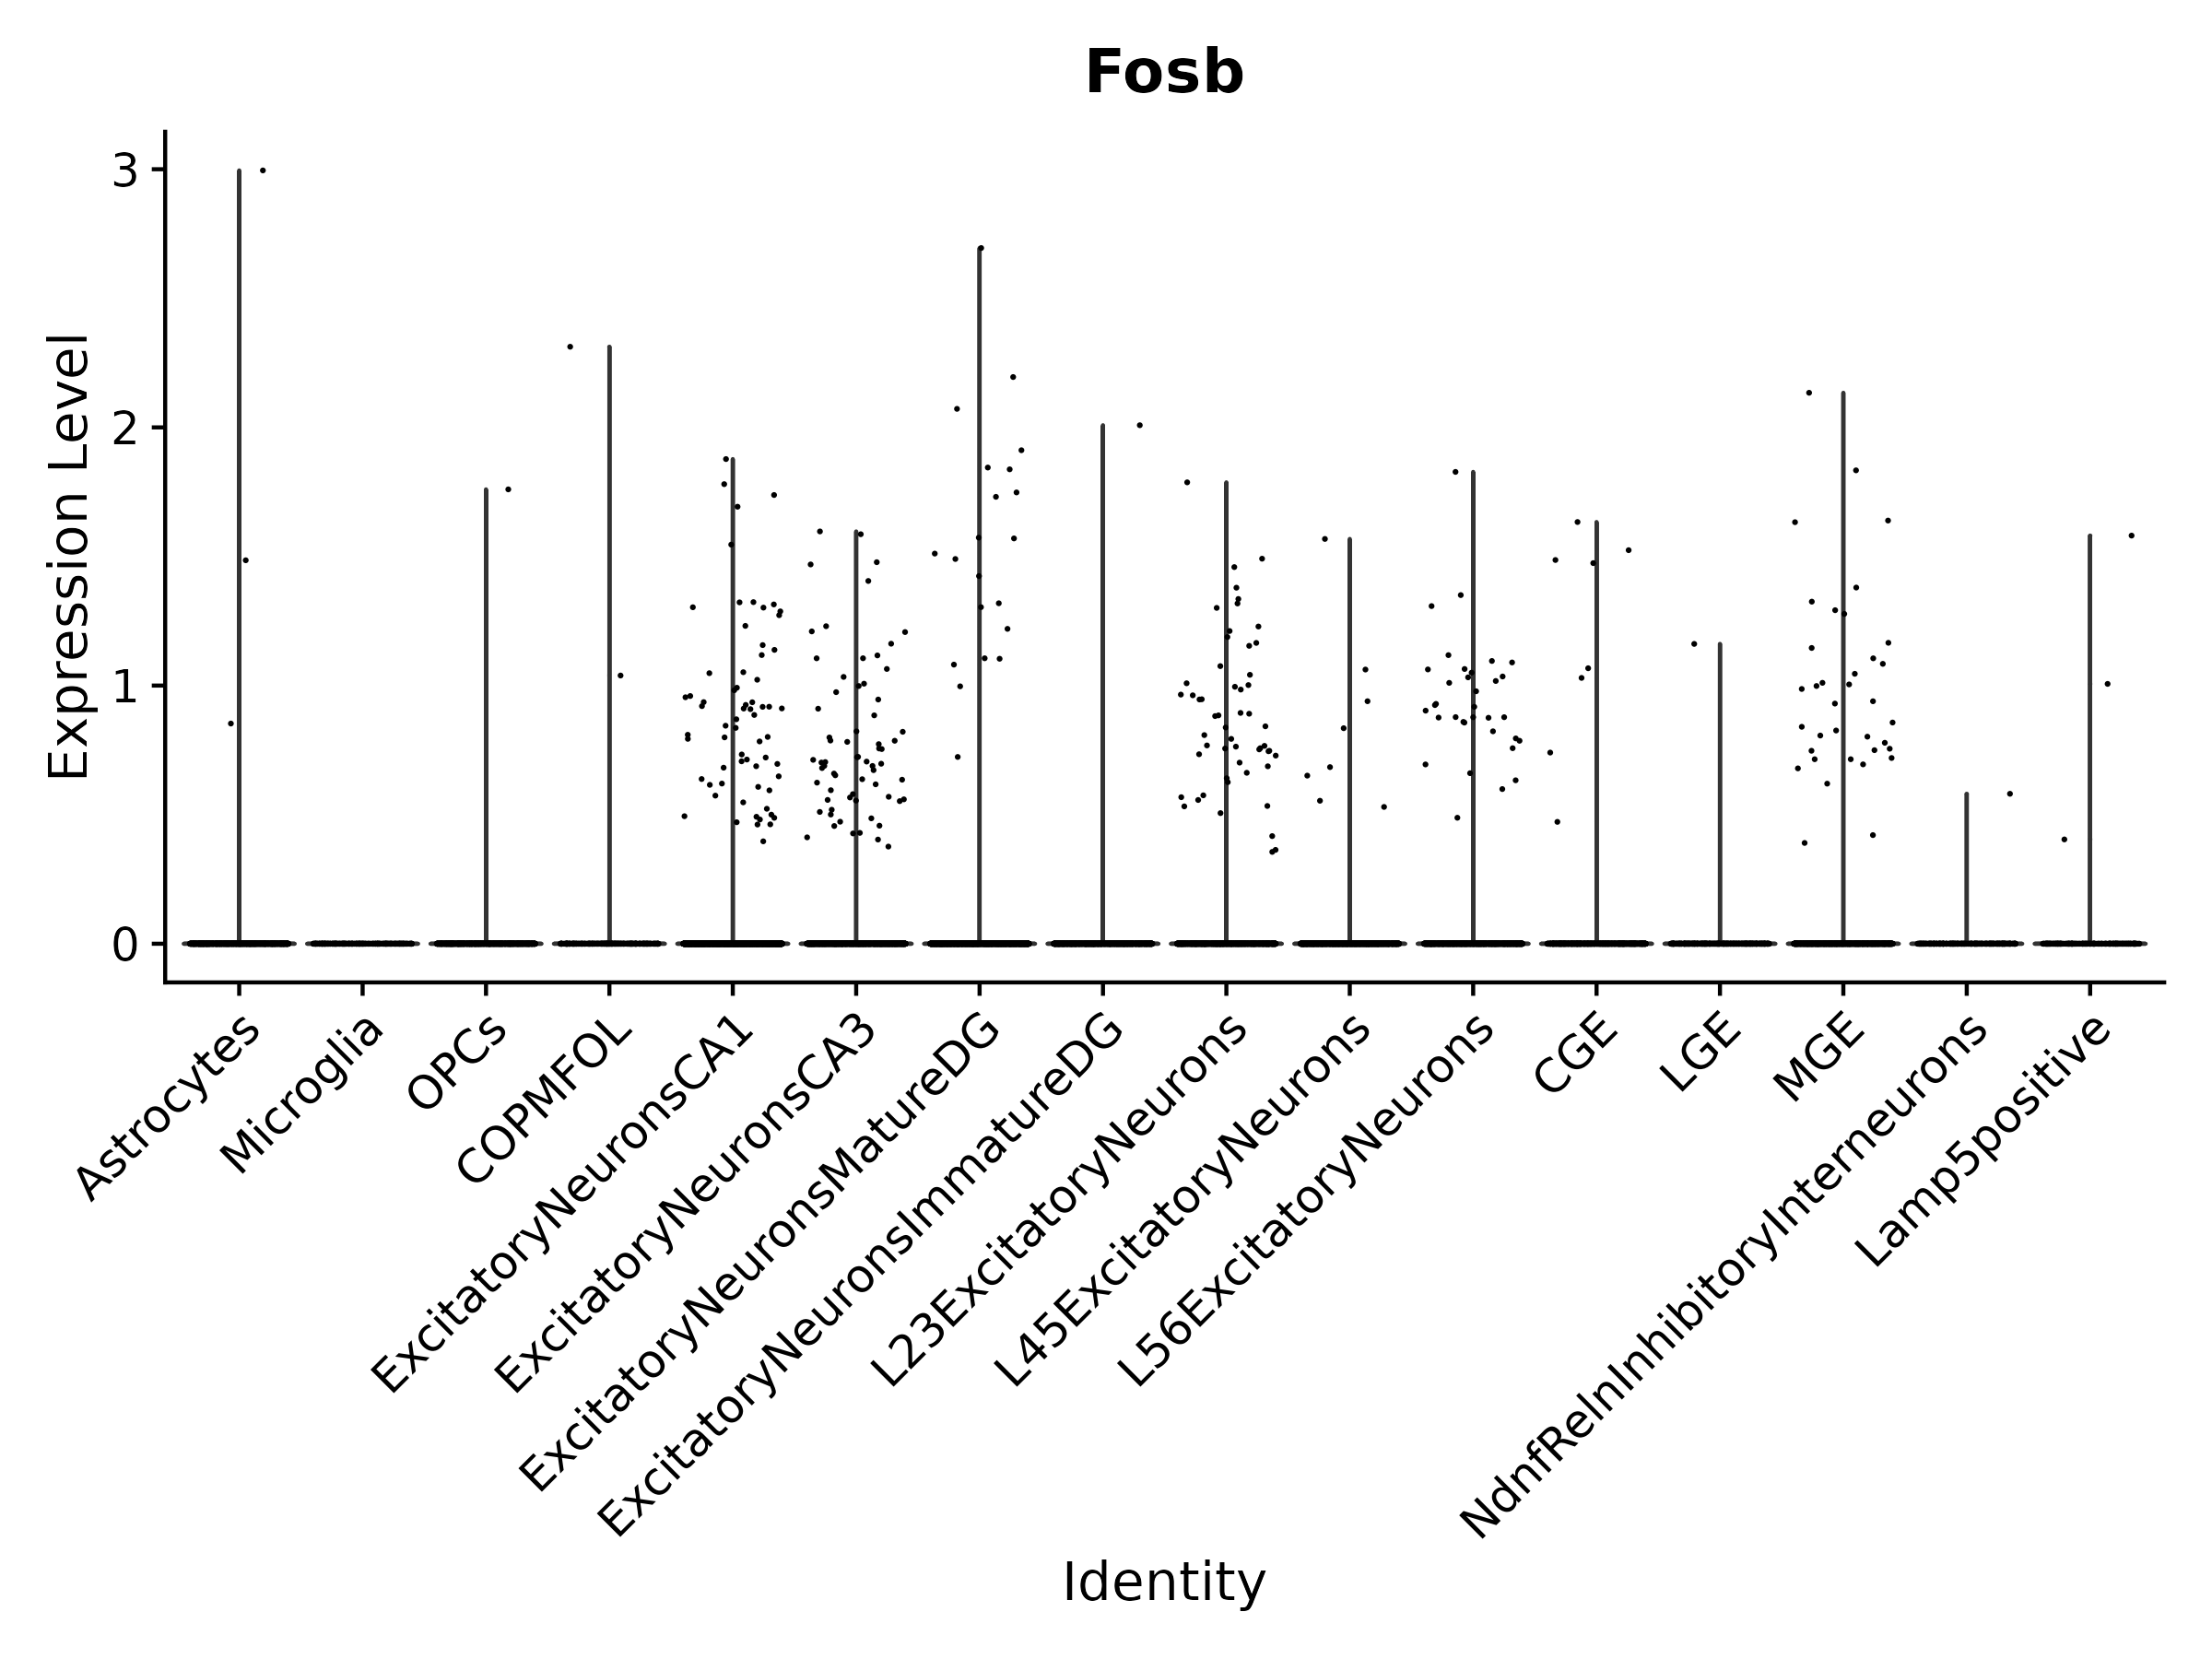 Fosb
Expression Level
3
2
1
0
Astrocytes
Microglia
OPCs
COPMFOL
ExcitatoryNeuronsCA1
ExcitatoryNeuronsCA3
ExcitatoryNeuronsMatureDG
ExcitatoryNeuronsImmatureDG
L23ExcitatoryNeurons
L45ExcitatoryNeurons
L56ExcitatoryNeurons
CGE
LGE
MGE
NdnfRelnInhibitoryInterneurons
Lamp5positive
Identity